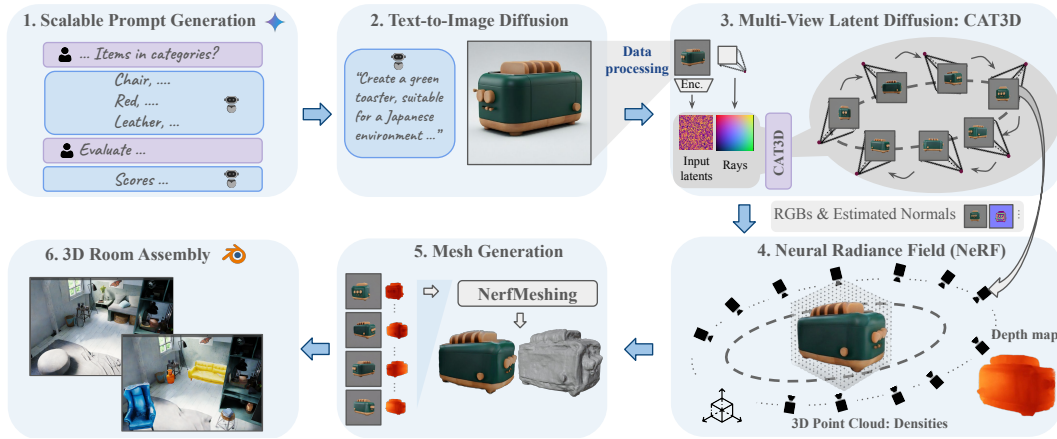 1. Scalable Prompt Generation
... Items in categories?
Chair, ....
Red, ....
Leather, ...
Evaluate ...
Scores ...
2. Text-to-Image Diffusion
"Create a green
toaster, suitable
for a Japanese
environment ..."
Data
processing
3. Multi-View Latent Diffusion: CAT3D
Enc.
Input
latents
Rays
CAT3D
RGBs & Estimated Normals
4. Neural Radiance Field (NeRF)
Depth map
3D Point Cloud: Densities
5. Mesh Generation
NerfMeshing
6. 3D Room Assembly